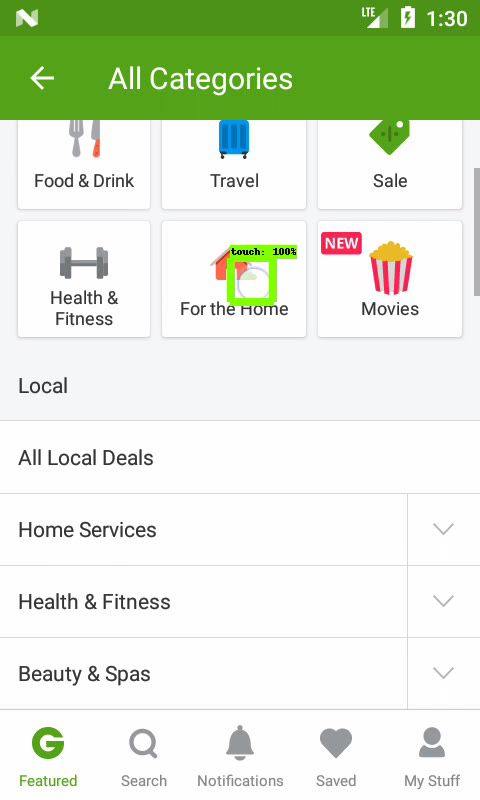 LTE
1:30
All Categories
Food & Drink
Travel
Sale
touch: 100%
NEW
Health &
Fitness
For the Home
Movies
Local
All Local Deals
Home Services
Health & Fitness
Beauty & Spas
G
Featured
Search
Notifications
Saved
My Stuff